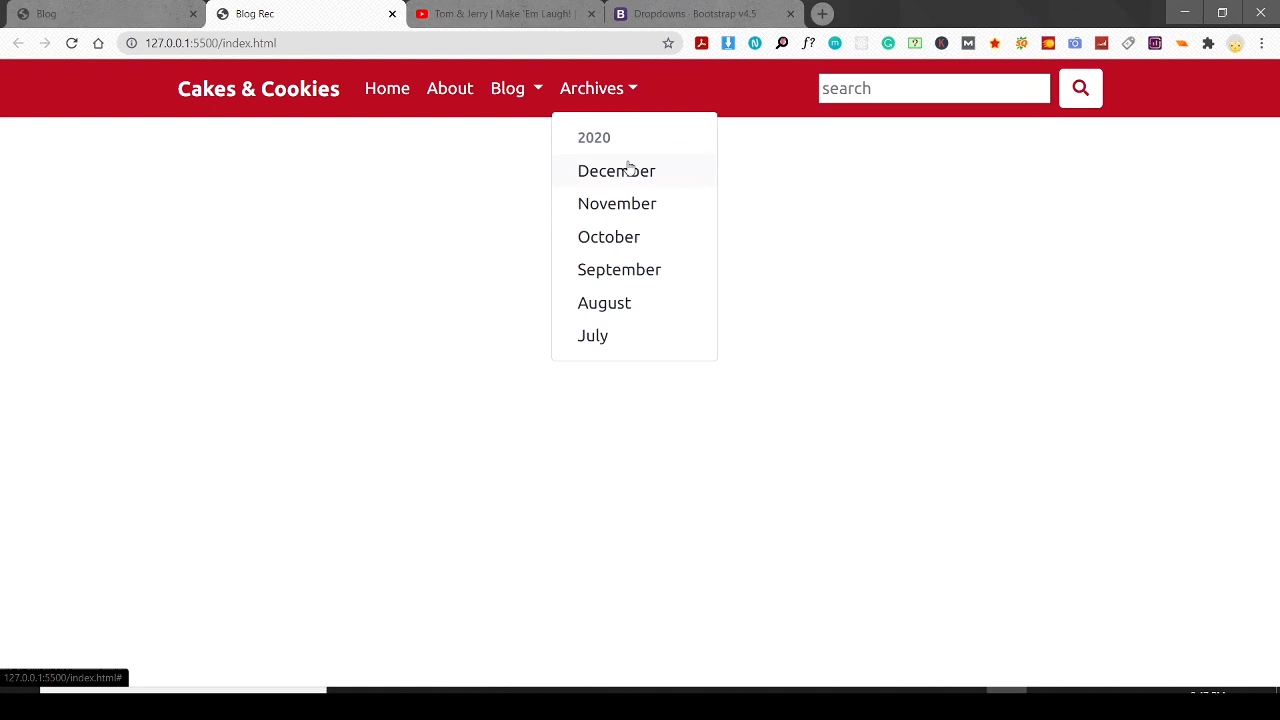 Blog
Blog Rec
Tom & Jerry | Make 'Em Laugh! |
Dropdowns · Bootstrap v4.5
127.0.0.1:5500/index.html
Cakes & Cookies
Home
About
Blog
Archives
search
2020
December
November
October
September
August
July
127.0.0.1:5500/index.html#